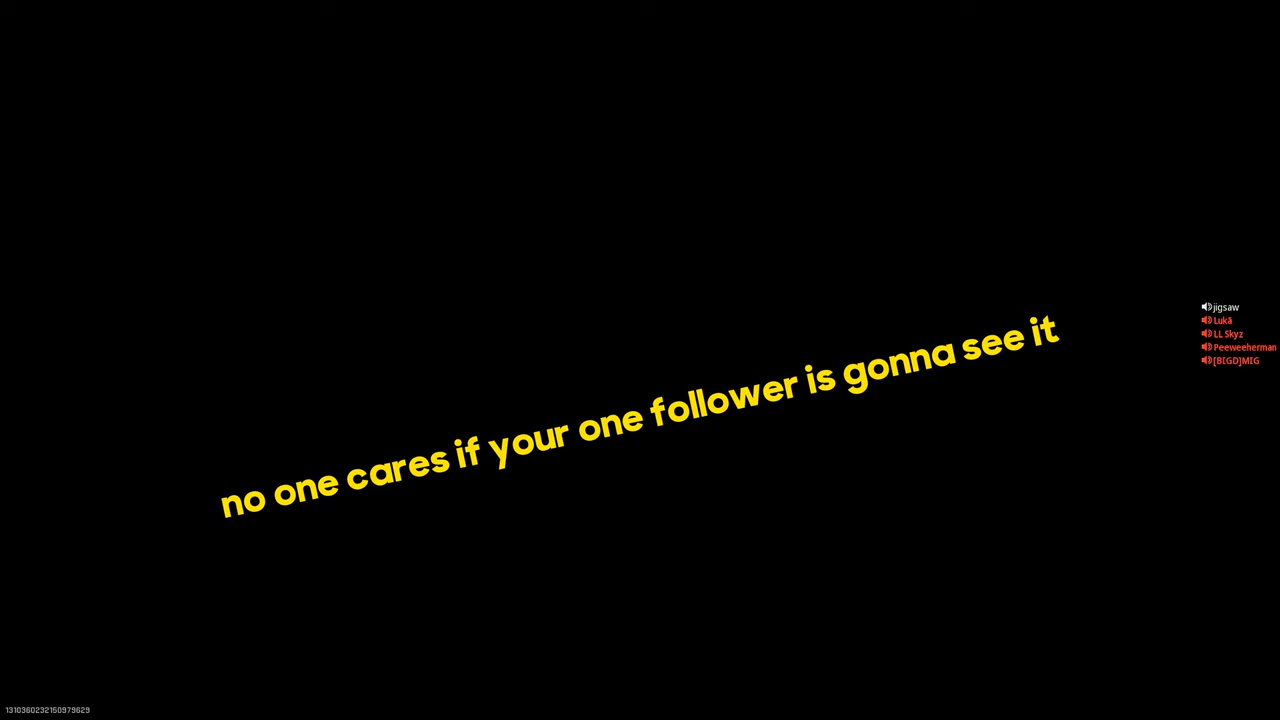 no one cares if your one follower is gonna see it
jigsaw
Lukā
LL Skyz
Peeweeherman
[BIGD]MIG
1310360232150979629